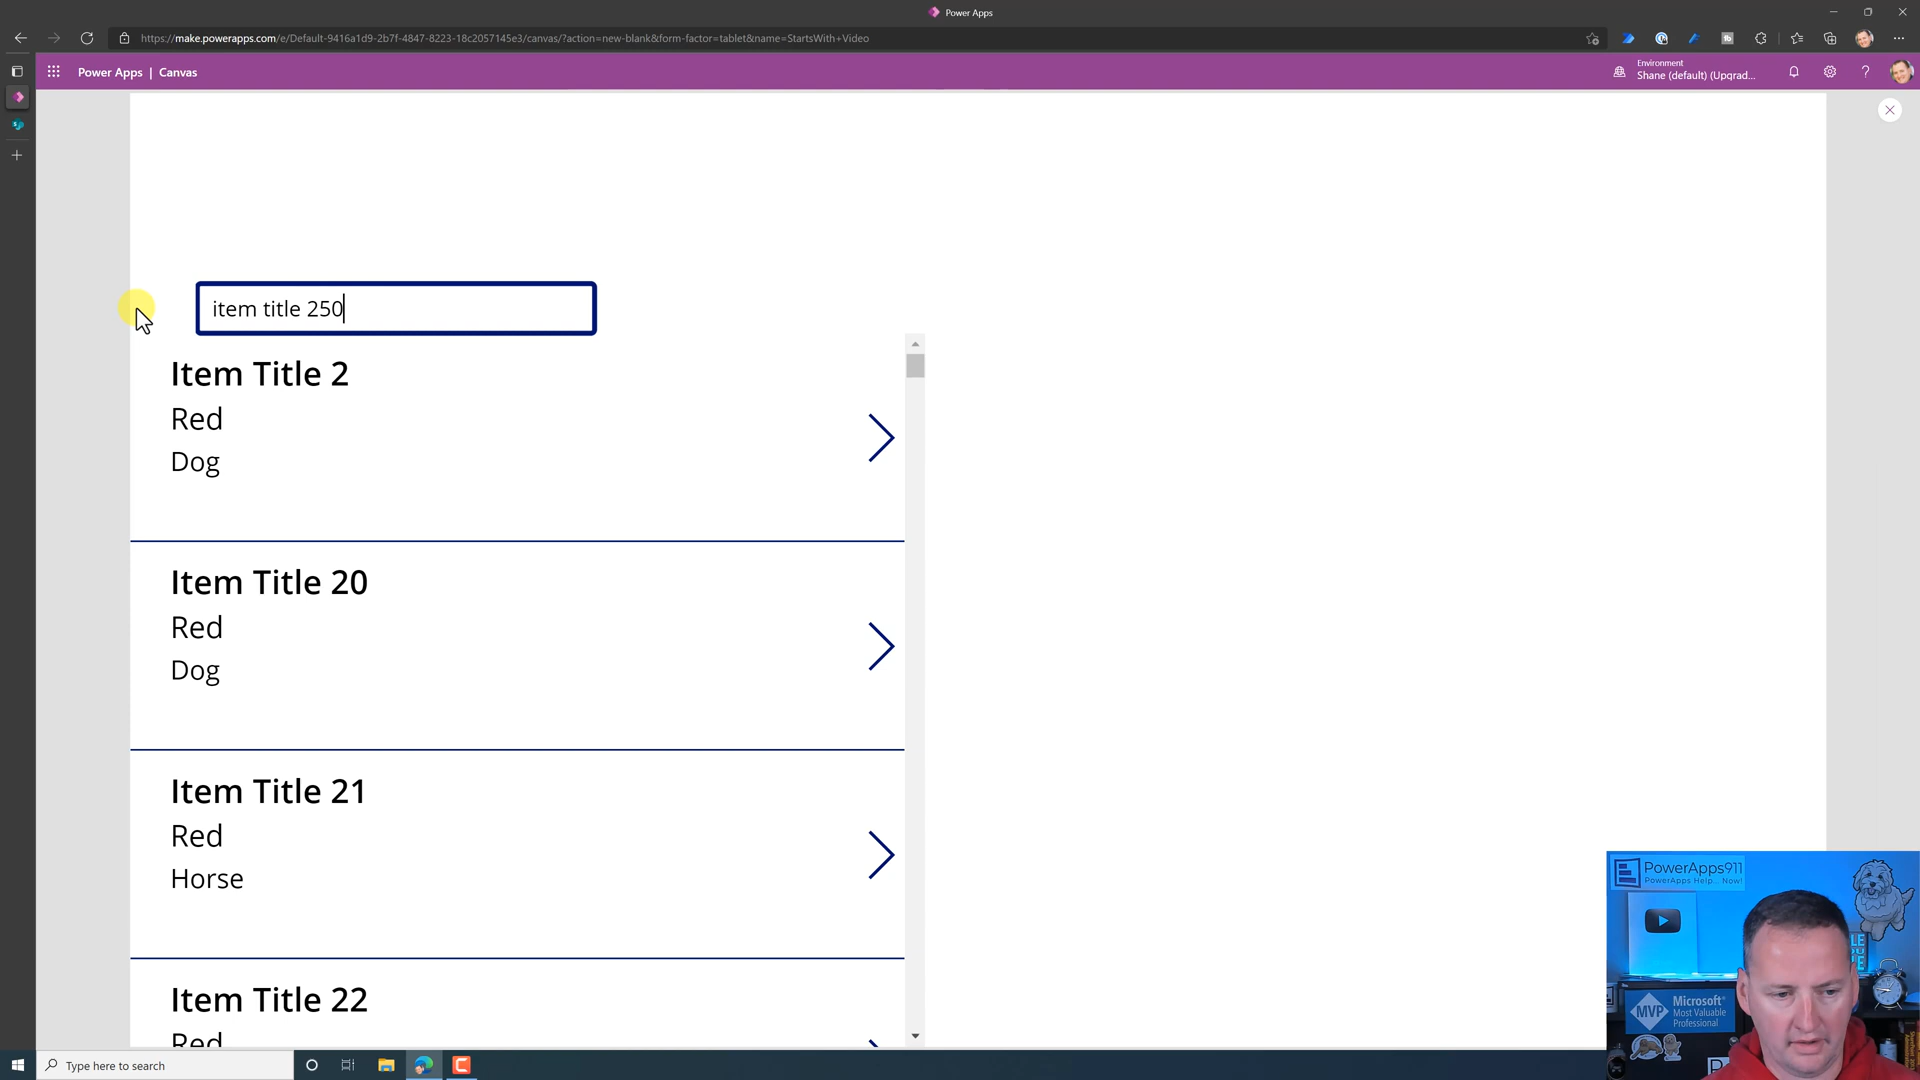 Power Apps
https://make.powerapps.com/e/Default-9416a1d9-2b7f-4847-8223-18c2057145e3/canvas/?action=new-blank&form-factor=tablet&name=StartsWith+Video
Power Apps | Canvas
Environment
Shane (default) (Upgrad...
item title 250
Item Title 2
Red
Dog
Item Title 20
Red
Dog
Item Title 21
Red
Horse
Item Title 22
Red
PowerApps911
PowerApps Help... Now!
MVP
Microsoft®
Most Valuable
Professional
Type here to search